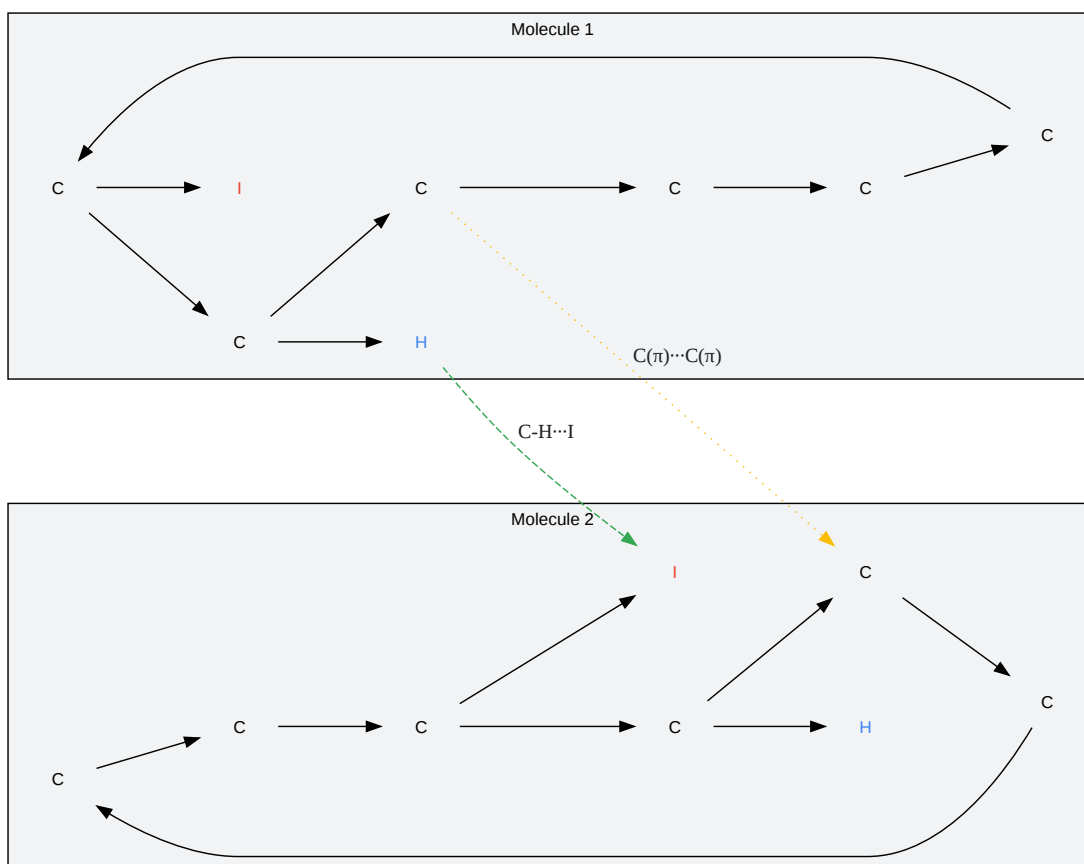 Molecule 1
C
C I C C C
C H
C(π)···C(π)
C-H···I
Molecule 2
I C
C
C C C H
C